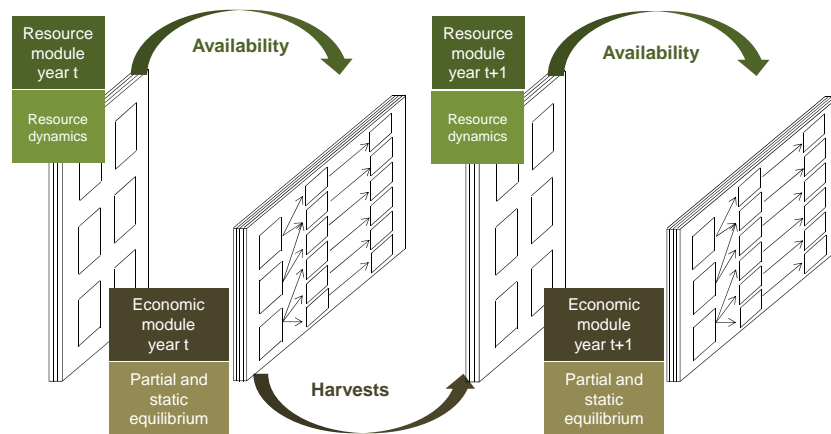 Resource
module
year t
Availability
Resource
dynamics
Economic
module
year t
Partial and
static
equilibrium
Harvests
Resource
module
year t+1
Availability
Resource
dynamics
Economic
module
year t+1
Partial and
static
equilibrium